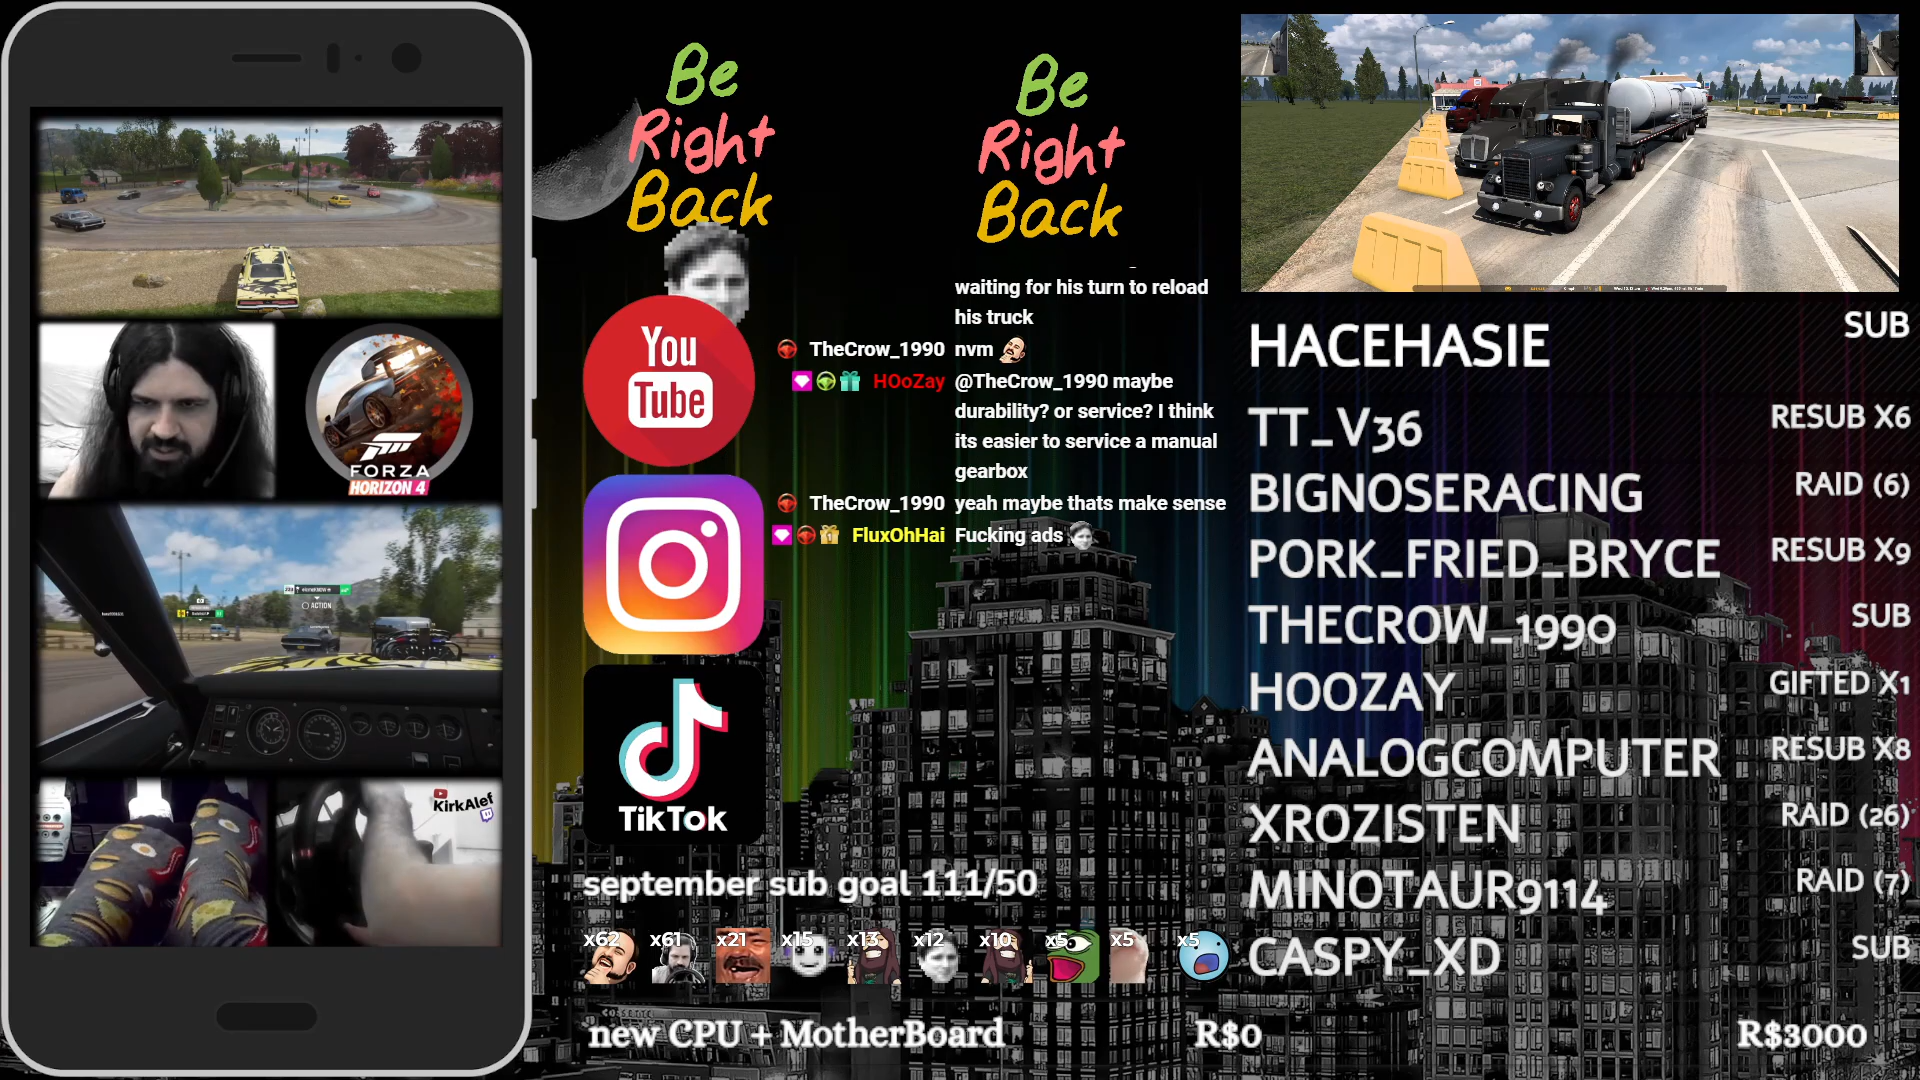 Be
Right
Back
Be
Right
Back
FORZA
HORIZON 4
ACTION
KirkAlef
You
Tube
TikTok
waiting for his turn to reload
his truck
TheCrow_1990 nvm
HOoZay @TheCrow_1990 maybe
durability? or service? I think
its easier to service a manual
gearbox
TheCrow_1990 yeah maybe thats make sense
FluxOhHai Fucking ads
HACEHASIE SUB
TT_V36 RESUB X6
BIGNOSERACING RAID (6)
PORK_FRIED_BRYCE RESUB X9
THECROW_1990 SUB
HOOZAY GIFTED X1
ANALOGCOMPUTER RESUB X8
XROZISTEN RAID (26)
MINOTAUR9114 RAID (7)
CASPY_XD SUB
september sub goal 111/50
x62 x61 x21 x15 x13 x12 x10 x5 x5 x5
new CPU + MotherBoard R$0 R$3000